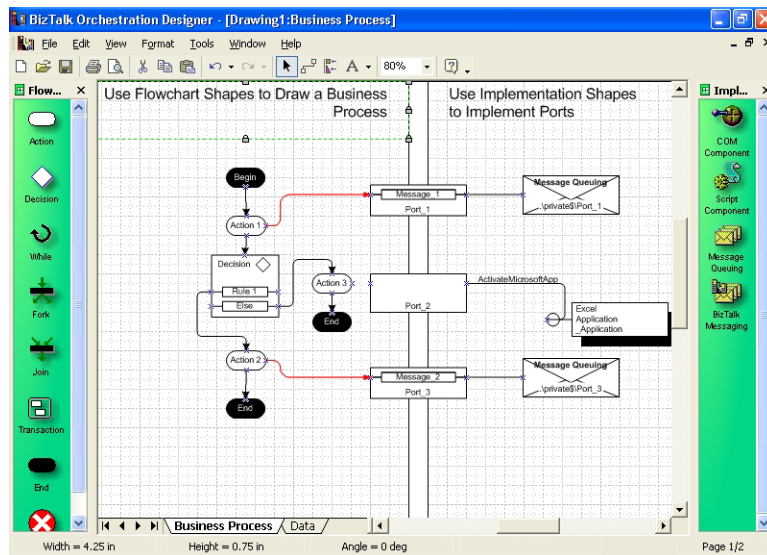 BizTalk Orchestration Designer - [Drawing1:Business Process]
File Edit View Format Tools Window Help
80%
Flow...
Impl...
Use Flowchart Shapes to Draw a Business
Process
Use Implementation Shapes
to Implement Ports
Action
Decision
While
Fork
Join
Transaction
End
Begin
Action 1
Decision
Rule 1
Else
Action 3
End
Action 2
End
Message_1
Port_1
Port_2
Message_2
Port_3
Message Queuing
.\private$\Port_1
ActivateMicrosoftApp
Excel
Application
_Application
Message Queuing
.\private$\Port_3
COM
Component
Script
Component
Message
Queuing
BizTalk
Messaging
Business Process
Data
Width = 4.25 in
Height = 0.75 in
Angle = 0 deg
Page 1/2